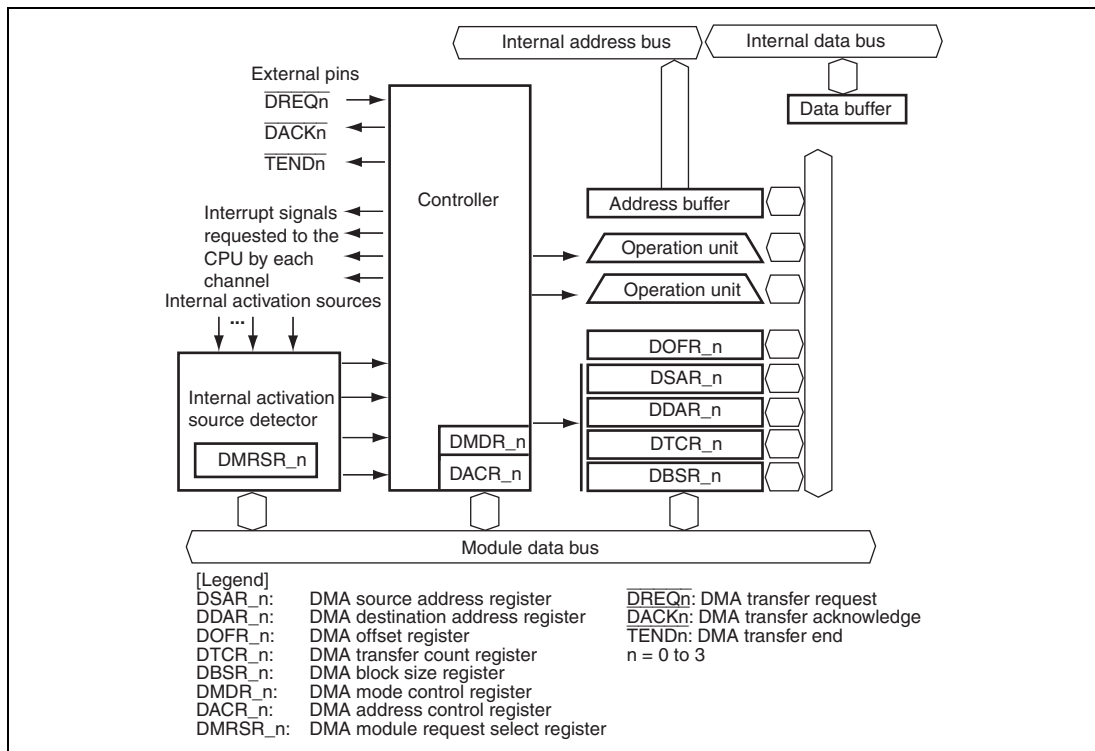 Internal address bus
Internal data bus
External pins
DREQn
DACKn
TENDn
Data buffer
Controller
Address buffer
Interrupt signals
requested to the
CPU by each
channel
Operation unit
Operation unit
Internal activation sources
...
DOFR_n
DSAR_n
DDAR_n
DTCR_n
DBSR_n
Internal activation
source detector
DMRSR_n
DMDR_n
DACR_n
Module data bus
[Legend]
DSAR_n: DMA source address register
DDAR_n: DMA destination address register
DOFR_n: DMA offset register
DTCR_n: DMA transfer count register
DBSR_n: DMA block size register
DMDR_n: DMA mode control register
DACR_n: DMA address control register
DMRSR_n: DMA module request select register
DREQn: DMA transfer request
DACKn: DMA transfer acknowledge
TENDn: DMA transfer end
n = 0 to 3